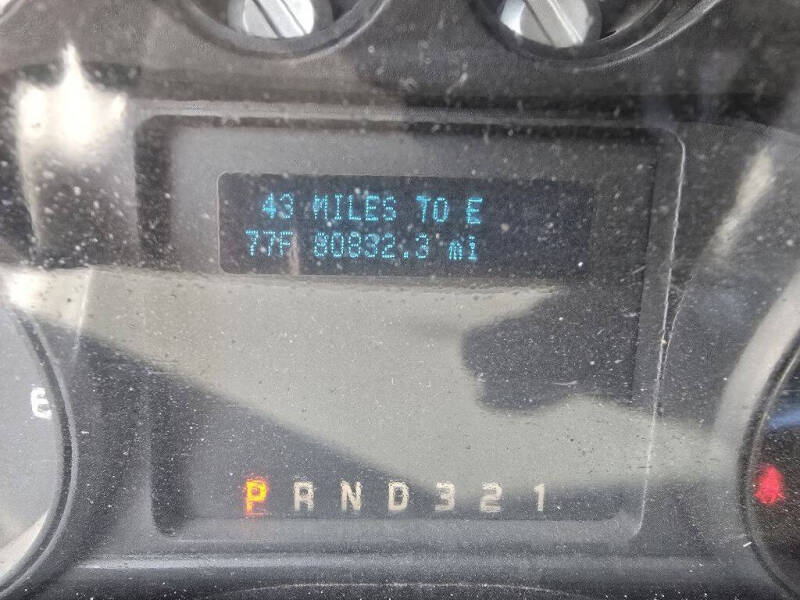 43 MILES TO E
77F 80832.3 mi
E
P R N D 3 2 1